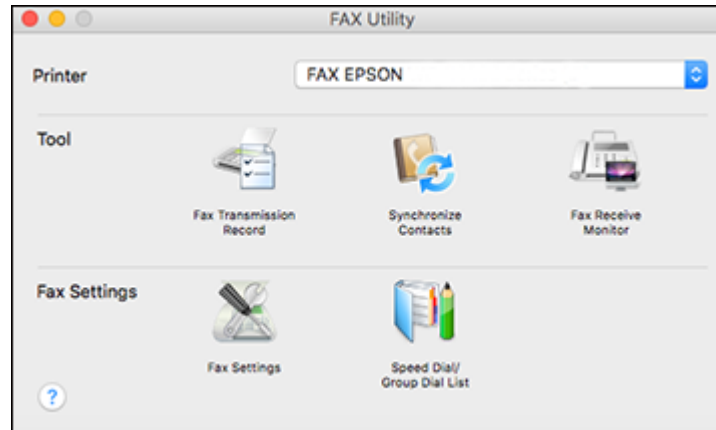 FAX Utility
Printer
FAX EPSON
Tool
Fax Transmission
Record
Synchronize
Contacts
Fax Receive
Monitor
Fax Settings
Fax Settings
Speed Dial/
Group Dial List
?